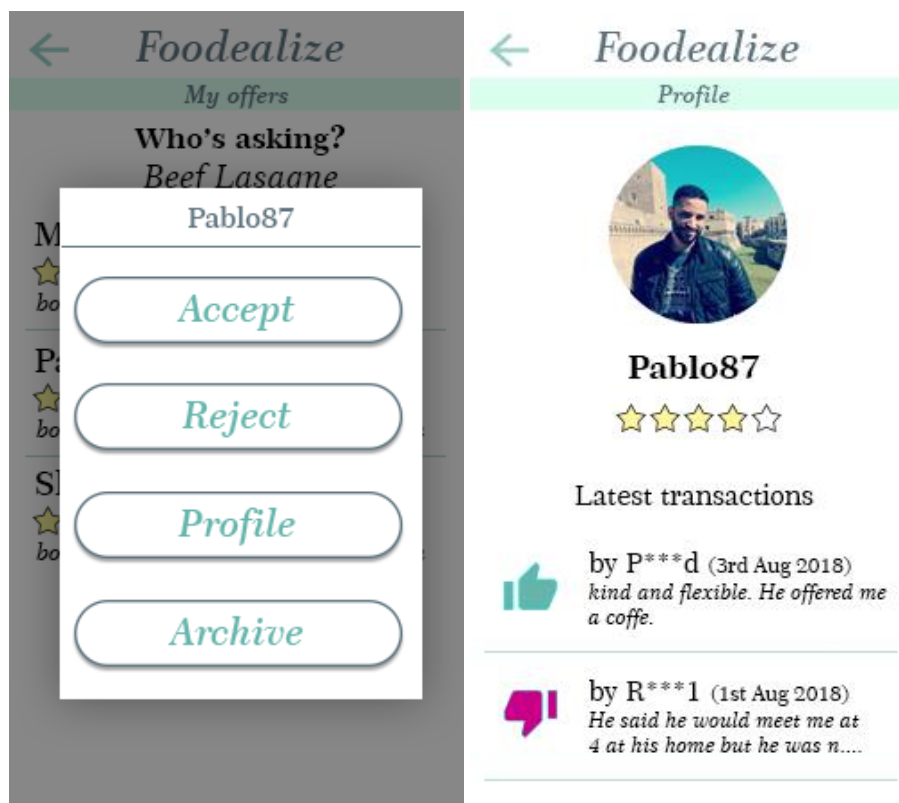 Foodealize
My offers
Who's asking?
Beef Lasagne
Pablo87
Accept
Reject
Profile
Archive
Foodealize
Profile
Pablo87
Latest transactions
by P***d (3rd Aug 2018)
kind and flexible. He offered me
a coffe.
by R***1 (1st Aug 2018)
He said he would meet me at
4 at his home but he was n....